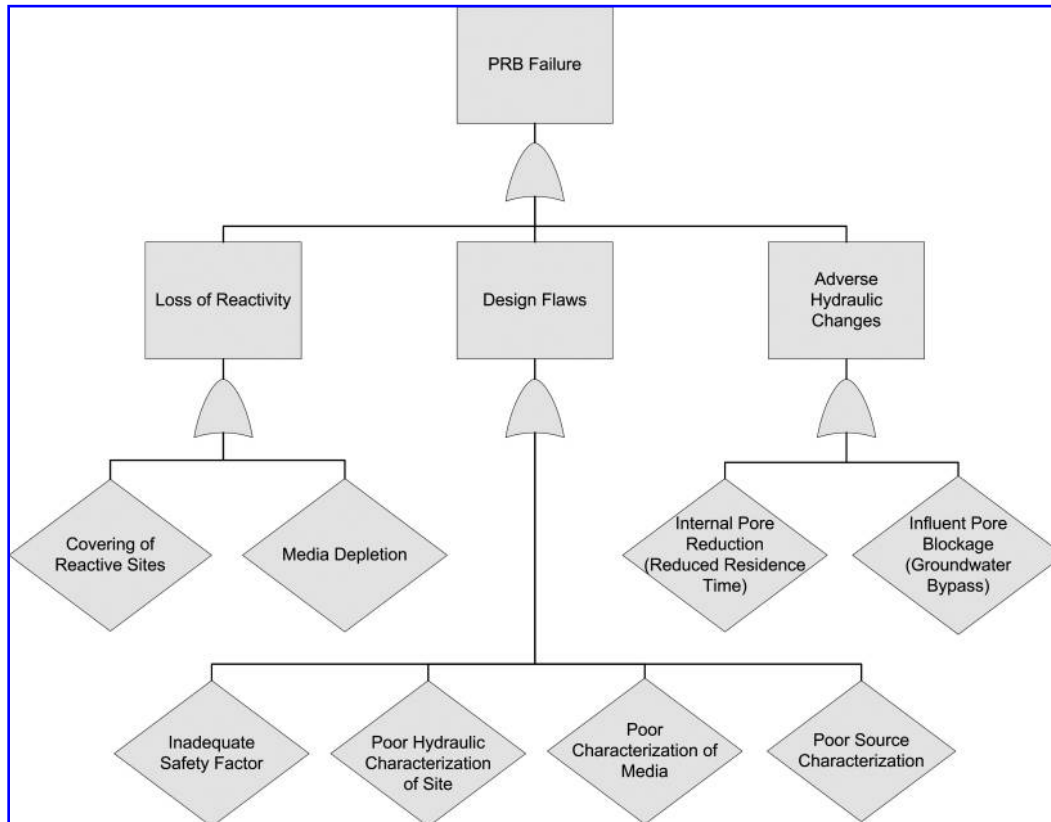 PRB Failure
Loss of Reactivity
Design Flaws
Adverse
Hydraulic
Changes
Covering of
Reactive Sites
Media Depletion
Internal Pore
Reduction
(Reduced Residence
Time)
Influent Pore
Blockage
(Groundwater
Bypass)
Inadequate
Safety Factor
Poor Hydraulic
Characterization
of Site
Poor
Characterization of
Media
Poor Source
Characterization